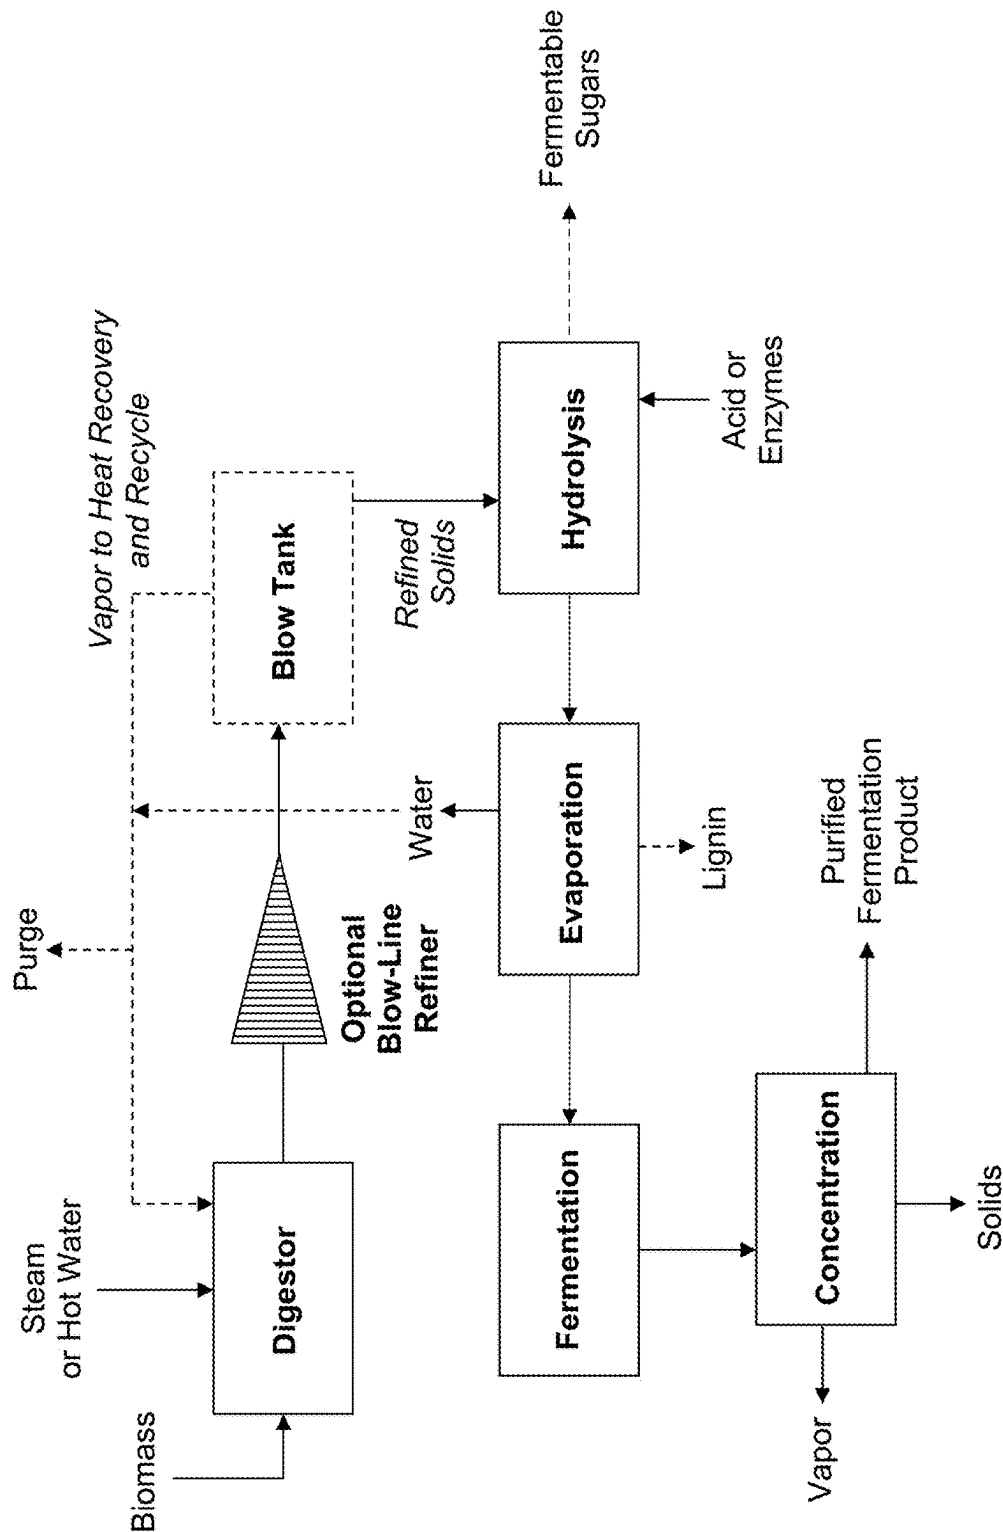 Biomass
Steam
or Hot Water
Purge
Vapor to Heat Recovery
and Recycle
Digestor
Optional
Blow-Line
Refiner
Blow Tank
Refined
Solids
Water
Fermentation
Evaporation
Hydrolysis
Fermentable
Sugars
Lignin
Acid or
Enzymes
Vapor
Concentration
Purified
Fermentation
Product
Solids